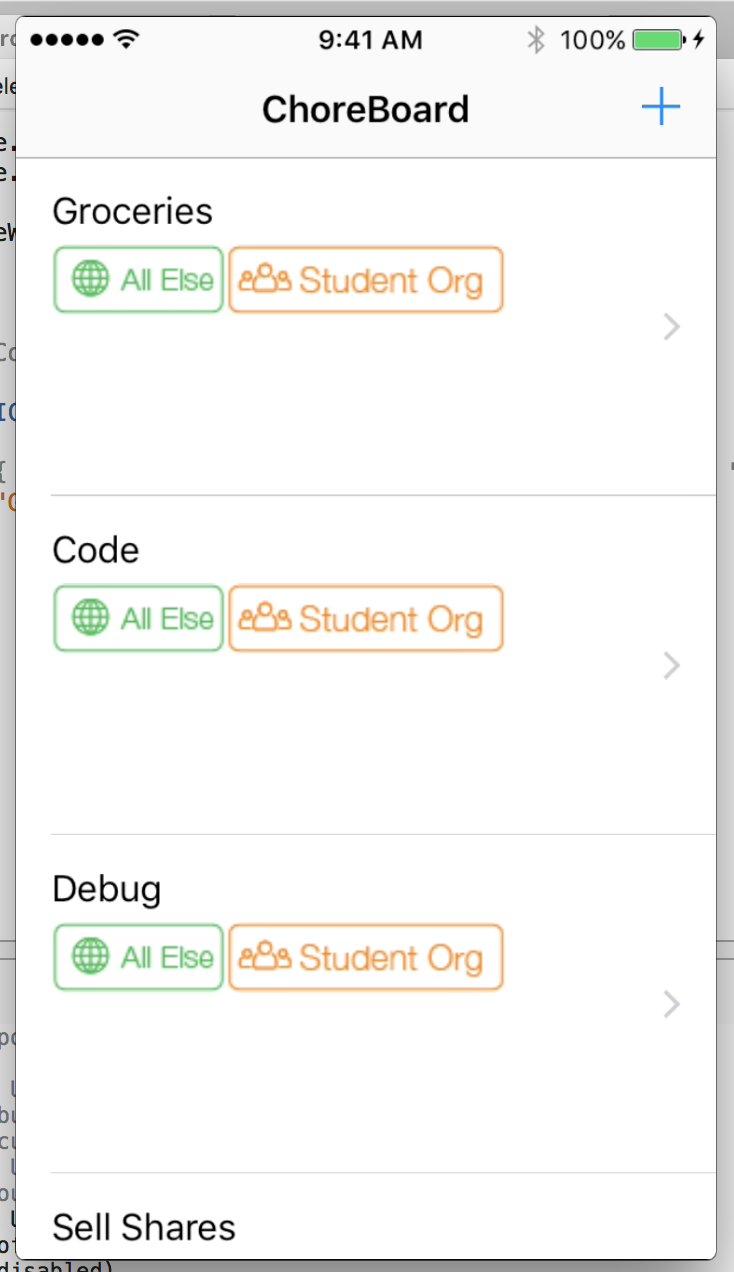 9:41 AM 100%
ChoreBoard
Groceries
All Else Student Org
Code
All Else Student Org
Debug
All Else Student Org
Sell Shares
disabled)